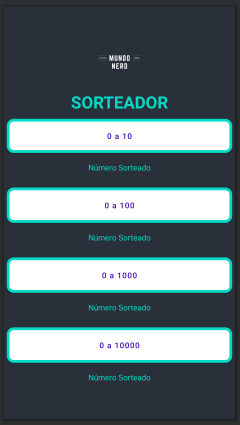 MUNDO
NERD
SORTEADOR
0 a 10
Número Sorteado
0 a 100
Número Sorteado
0 a 1000
Número Sorteado
0 a 10000
Número Sorteado